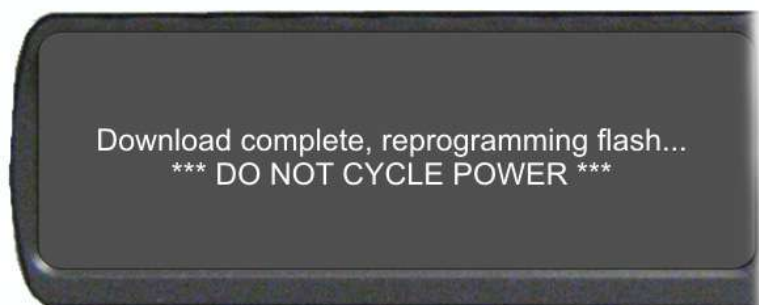 Download complete, reprogramming flash...
*** DO NOT CYCLE POWER ***